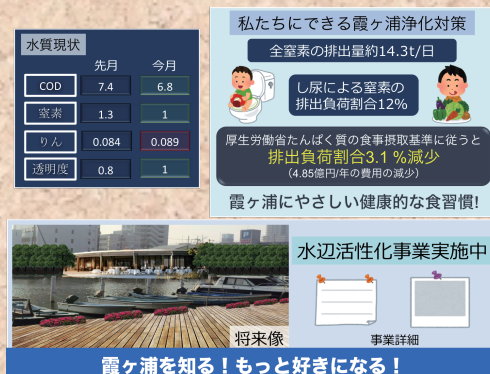 水質現状
先月 今月
COD 7.4 6.8
窒素 1.3 1
りん 0.084 0.089
透明度 0.8 1
私たちにできる霞ヶ浦浄化対策
全窒素の排出量約14.3t/日
し尿による窒素の
排出負荷割合12%
厚生労働省たんぱく質の食事摂取基準に従うと
排出負荷割合3.1 %減少
（4.85億円/年の費用の減少）
霞ヶ浦にやさしい健康的な食習慣!
水辺活性化事業実施中
将来像
事業詳細
霞ヶ浦を知る！もっと好きになる！